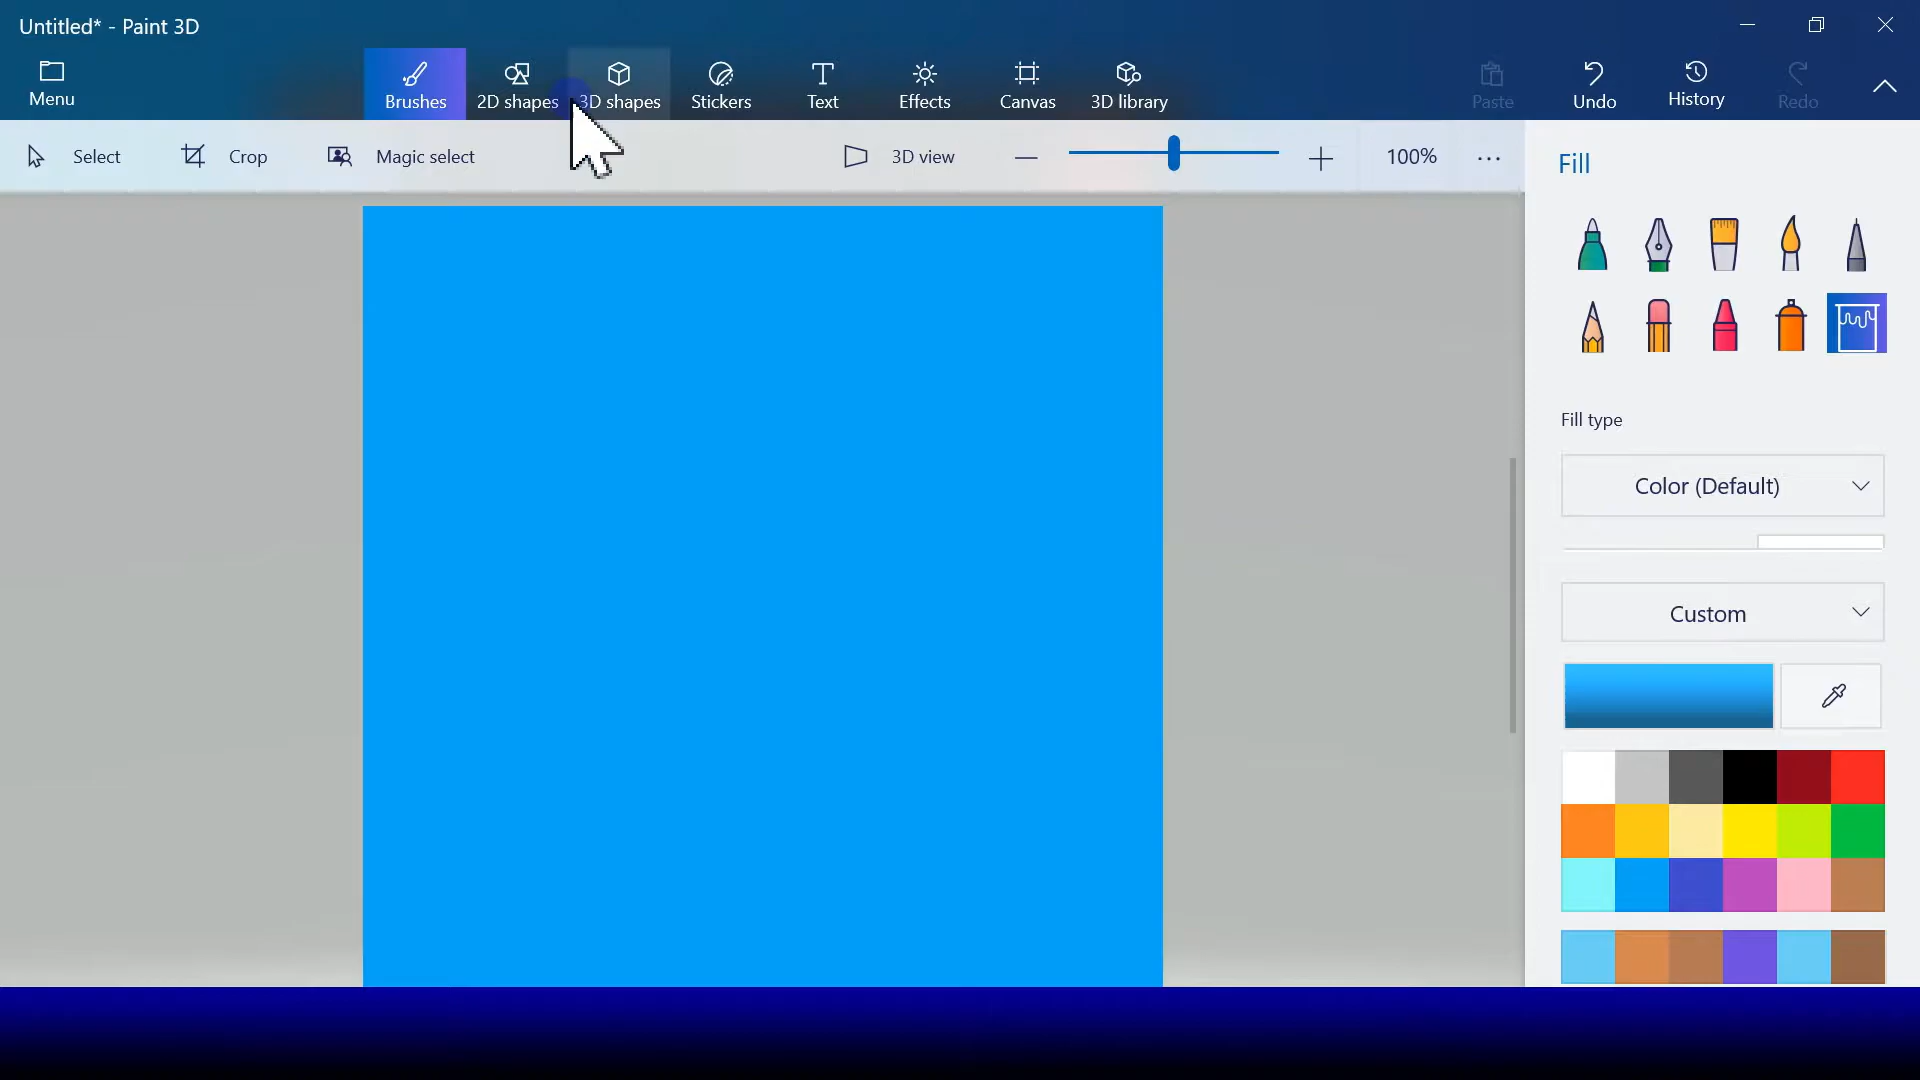 Untitled* - Paint 3D
Menu
Brushes
2D shapes
3D shapes
Stickers
Text
Effects
Canvas
3D library
Paste
Undo
History
Redo
Select
Crop
Magic select
3D view
100%
Fill
Fill type
Color (Default)
Custom